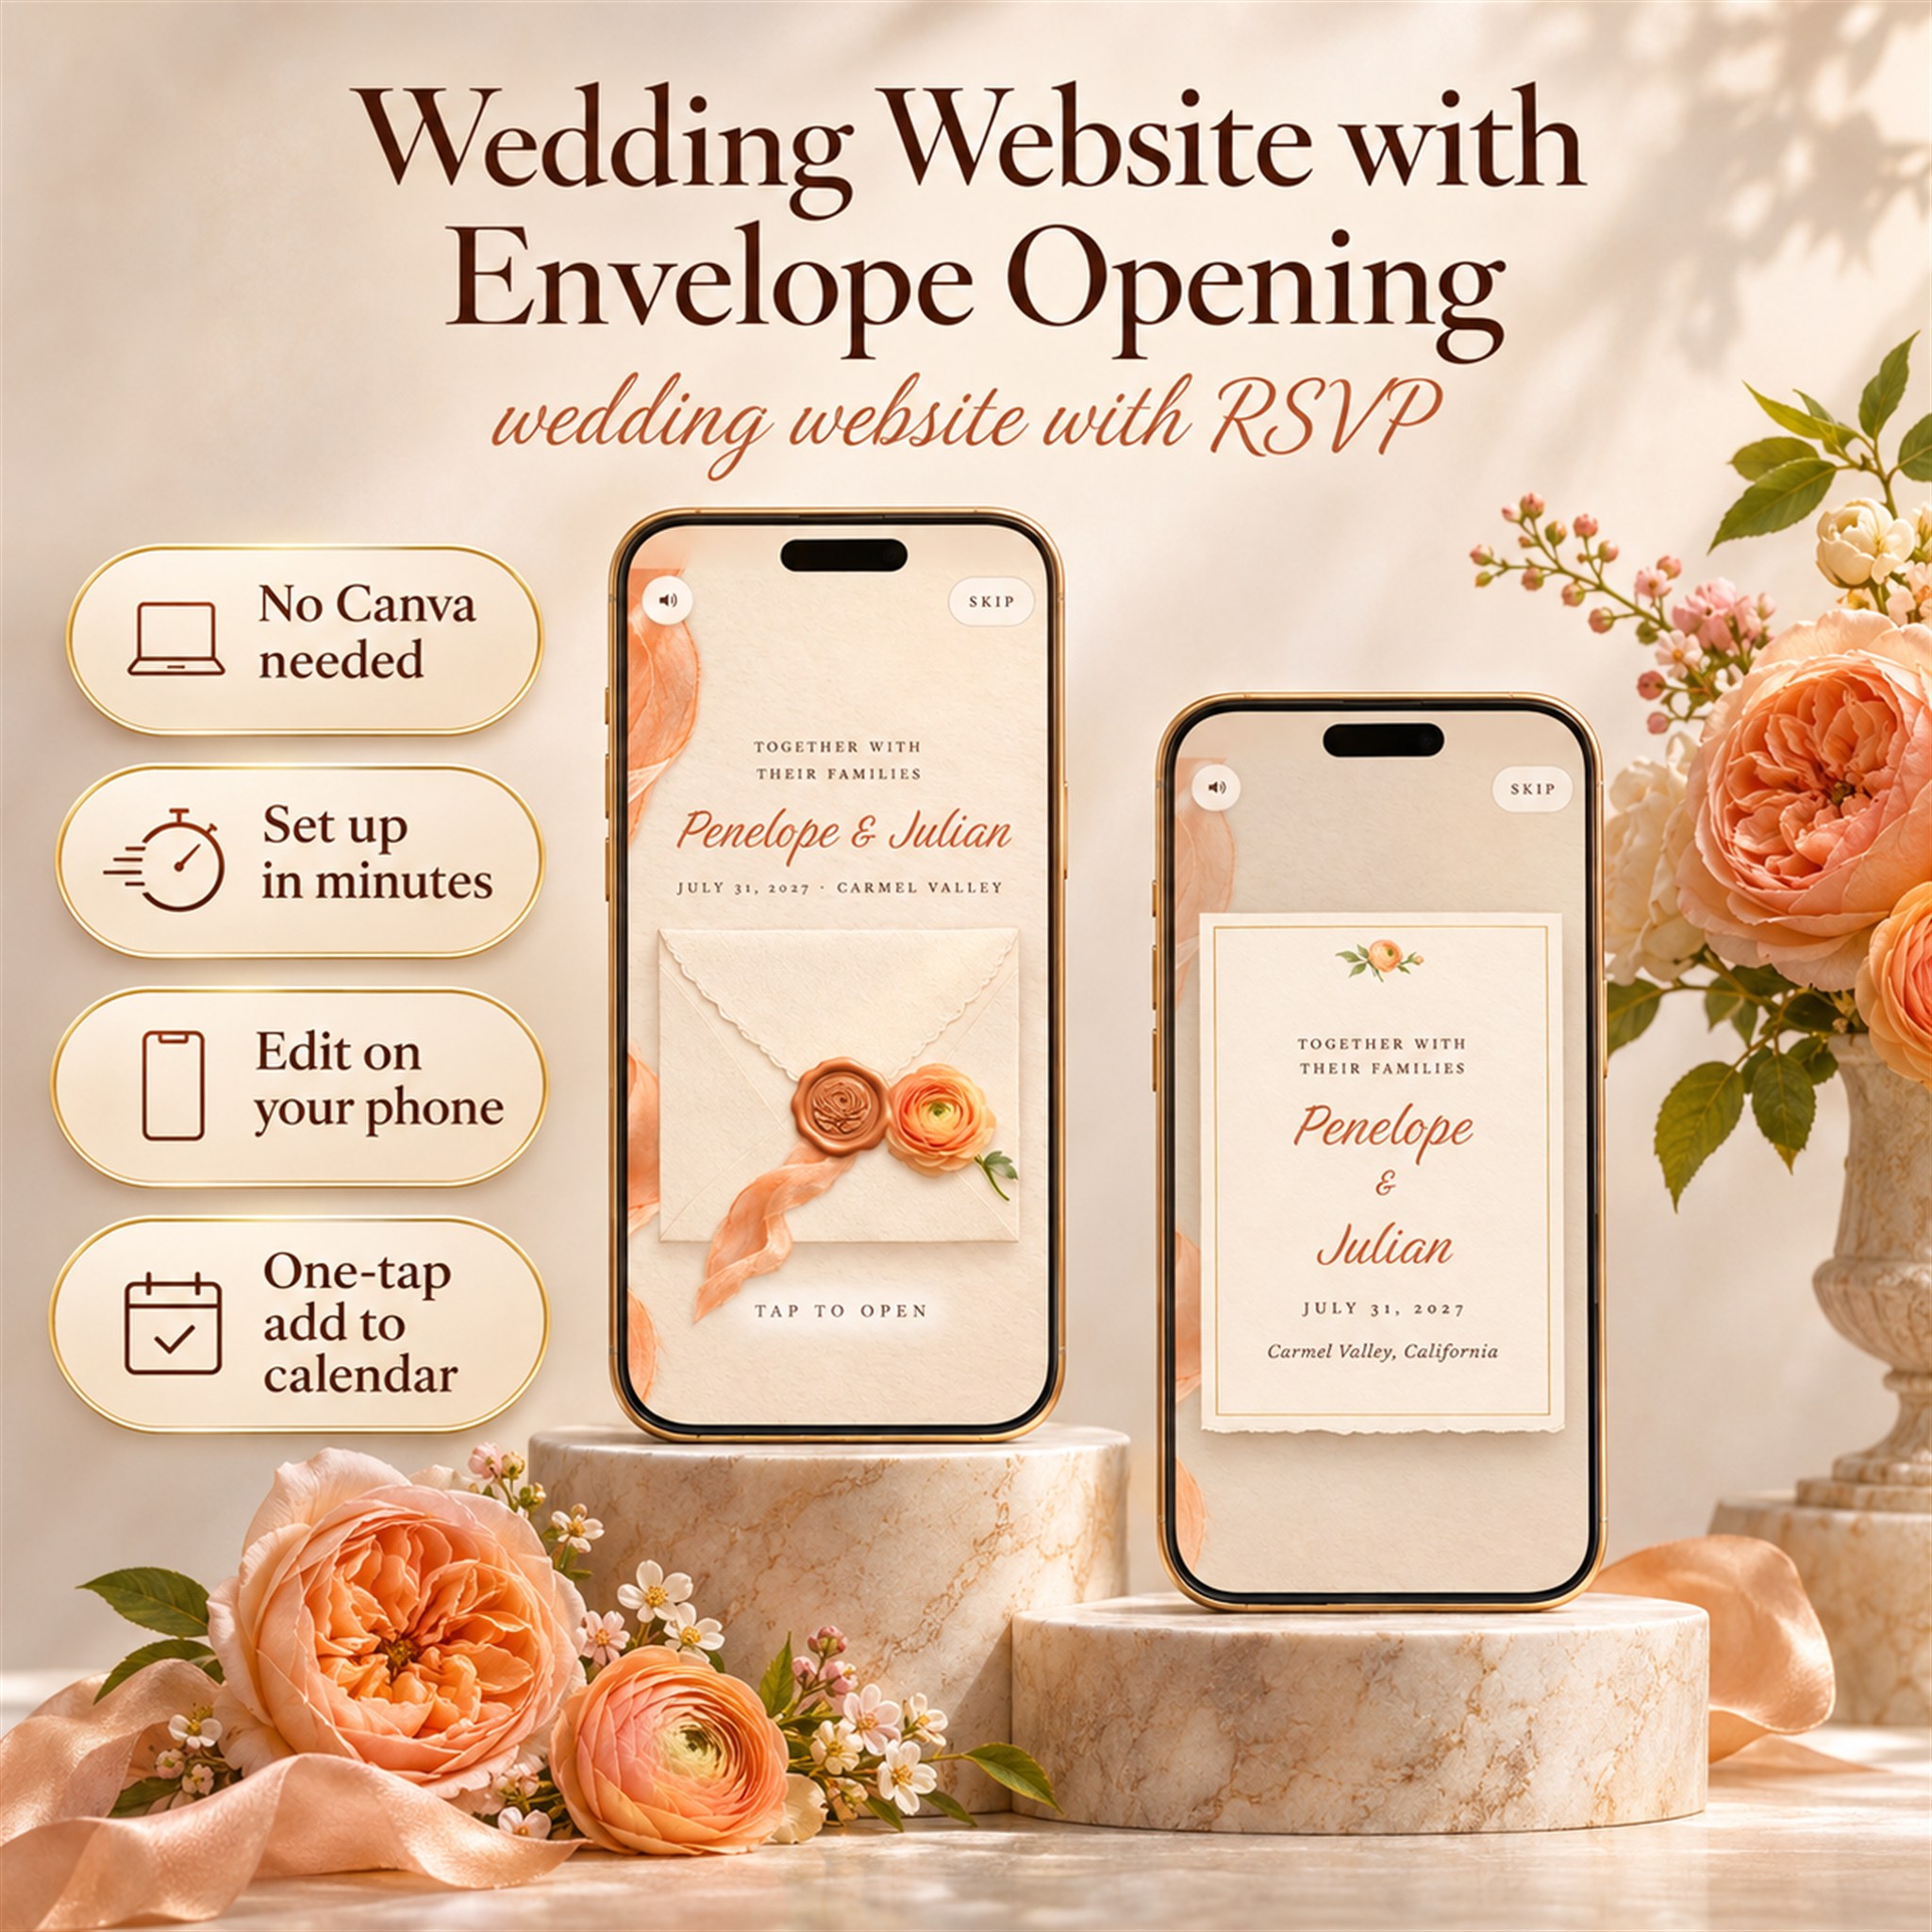 Wedding Website with
Envelope Opening
wedding website with RSVP
No Canva
needed
Set up
in minutes
Edit on
your phone
One-tap
add to
calendar
SKIP
TOGETHER WITH
THEIR FAMILIES
Penelope & Julian
JULY 31, 2027 · CARMEL VALLEY
TAP TO OPEN
SKIP
TOGETHER WITH
THEIR FAMILIES
Penelope
&
Julian
JULY 31, 2027
Carmel Valley, California